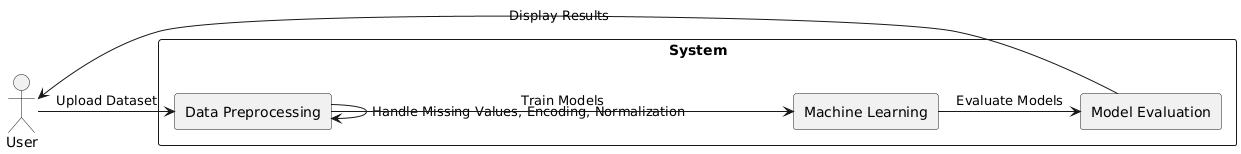 Display Results
System
Upload Dataset
Data Preprocessing
Train Models
Handle Missing Values, Encoding, Normalization
Machine Learning
Evaluate Models
Model Evaluation
User